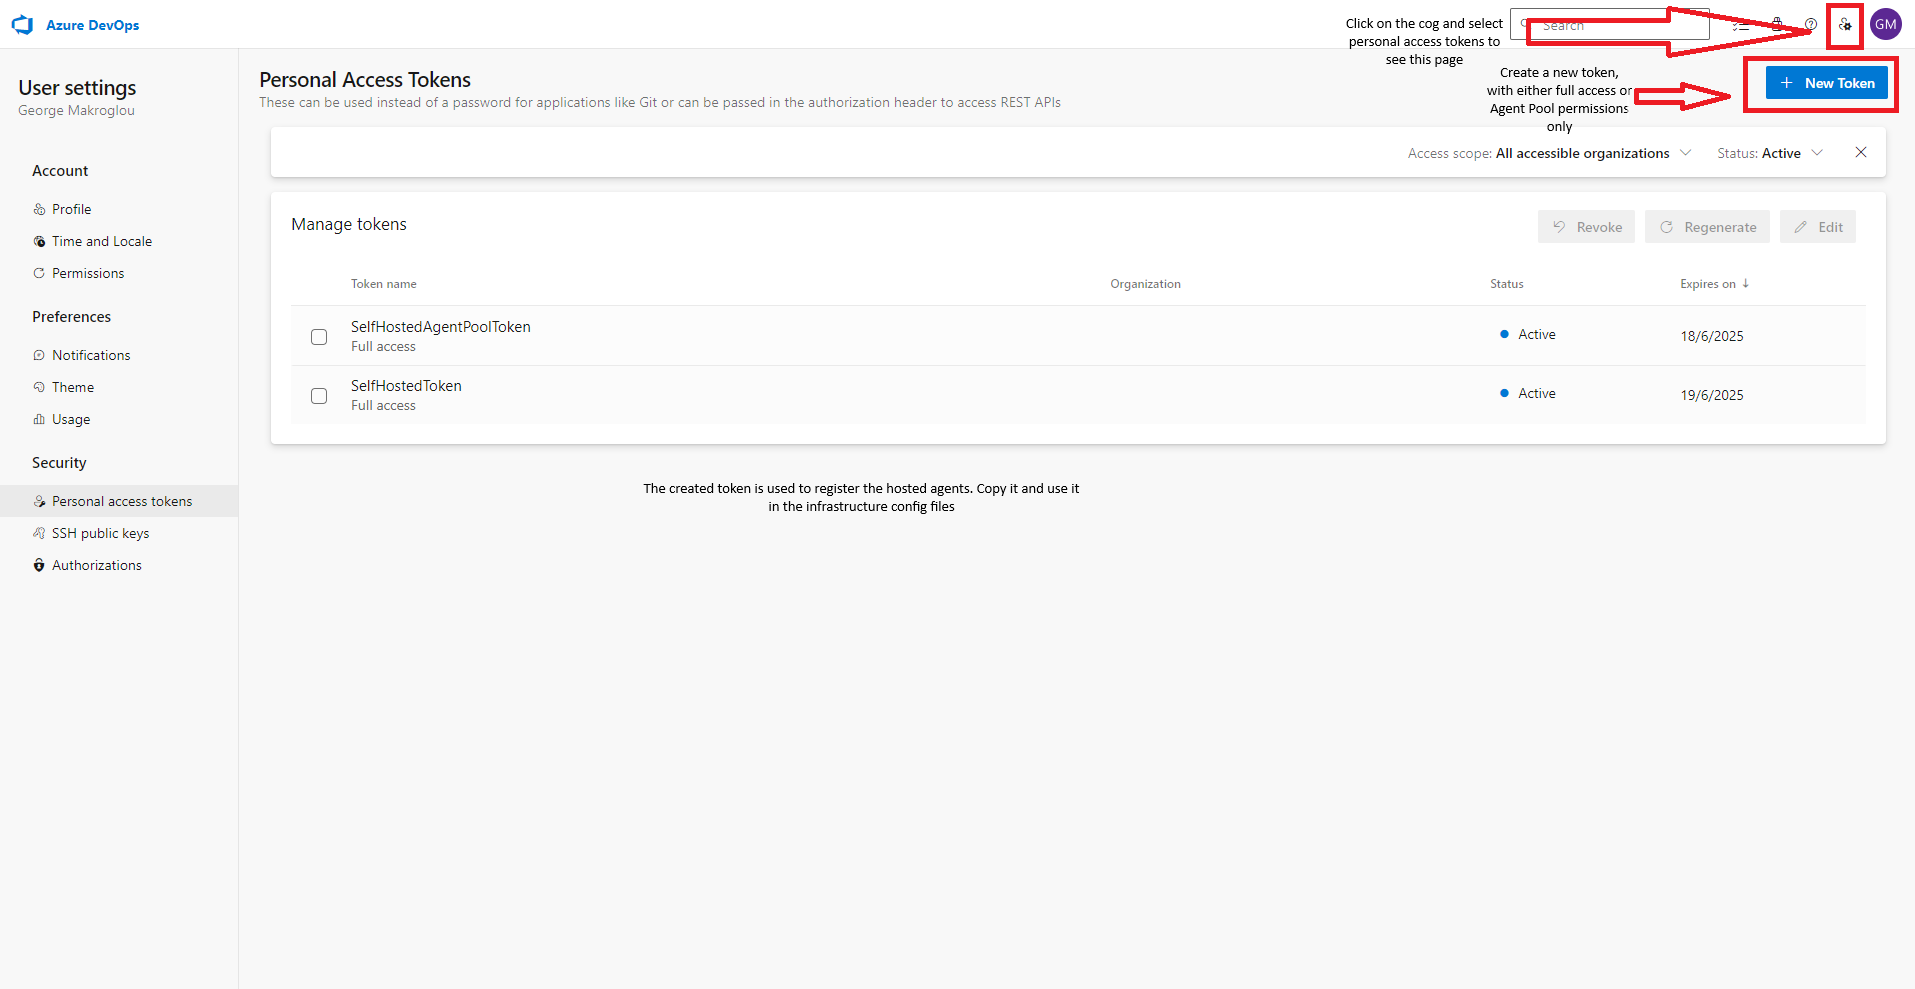 Azure DevOps
Click on the cog and select
personal access tokens to
see this page
Search
GM
User settings
George Makroglou
Personal Access Tokens
These can be used instead of a password for applications like Git or can be passed in the authorization header to access REST APIs
Create a new token,
with either full access or
Agent Pool permissions
only
New Token
Access scope: All accessible organizations
Status: Active
Account
Profile
Time and Locale
Permissions
Preferences
Notifications
Theme
Usage
Security
Personal access tokens
SSH public keys
Authorizations
Manage tokens
Revoke
Regenerate
Edit
Token name
Organization
Status
Expires on
SelfHostedAgentPoolToken
Full access
Active
18/6/2025
SelfHostedToken
Full access
Active
19/6/2025
The created token is used to register the hosted agents. Copy it and use it
in the infrastructure config files